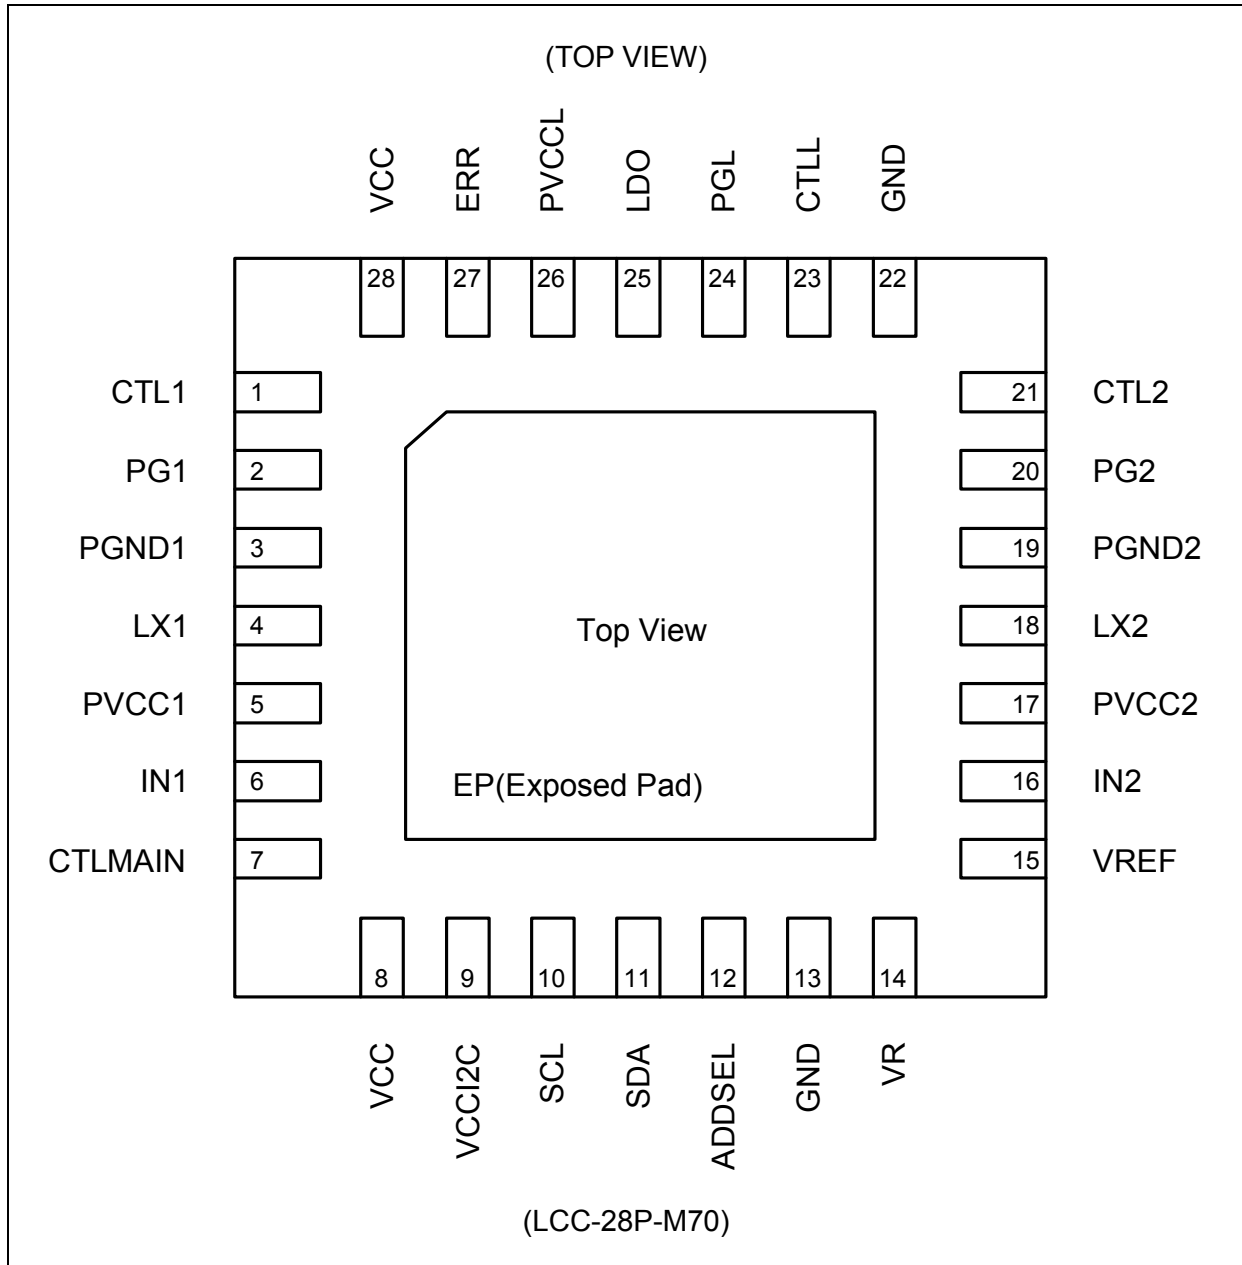 (TOP VIEW)
VCC
ERR
PVCCL
LDO
PGL
CTLL
GND
28
27
26
25
24
23
22
CTL1 1
21 CTL2
PG1 2
20 PG2
PGND1 3
19 PGND2
LX1 4
Top View
18 LX2
PVCC1 5
17 PVCC2
IN1 6
EP(Exposed Pad)
16 IN2
CTLMAIN 7
15 VREF
8
9
10
11
12
13
14
VCC
VCCI2C
SCL
SDA
ADDSEL
GND
VR
(LCC-28P-M70)